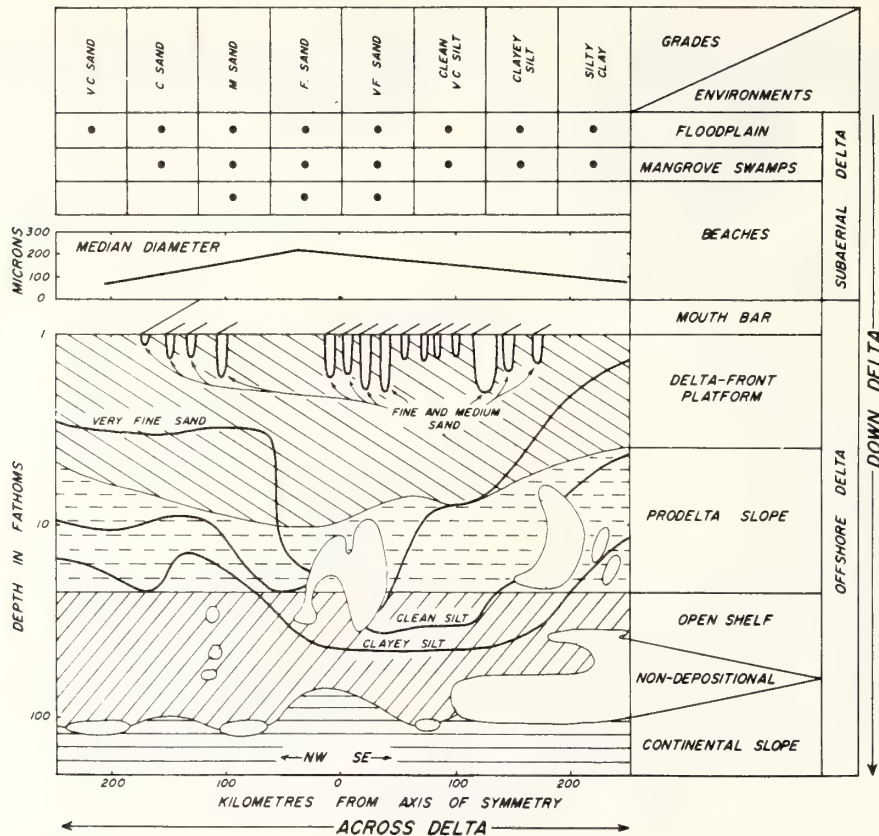 VC SAND
C SAND
M SAND
F. SAND
VF SAND
CLEAN
VC SILT
CLAYEY
SILT
SILTY
CLAY
GRADES
ENVIRONMENTS
FLOODPLAIN
MANGROVE SWAMPS
BEACHES
SUBAERIAL DELTA
MICRONS
300
200
100
0
MEDIAN DIAMETER
MOUTH BAR
DELTA-FRONT
PLATFORM
PRODELTA SLOPE
OPEN SHELF
NON-DEPOSITIONAL
CONTINENTAL SLOPE
OFFSHORE DELTA
DOWN DELTA
DEPTH IN FATHOMS
1
10
100
VERY FINE SAND
FINE AND MEDIUM
SAND
CLEAN SILT
CLAYEY SILT
NW SE
200 100 0 100 200
KILOMETRES FROM AXIS OF SYMMETRY
ACROSS DELTA